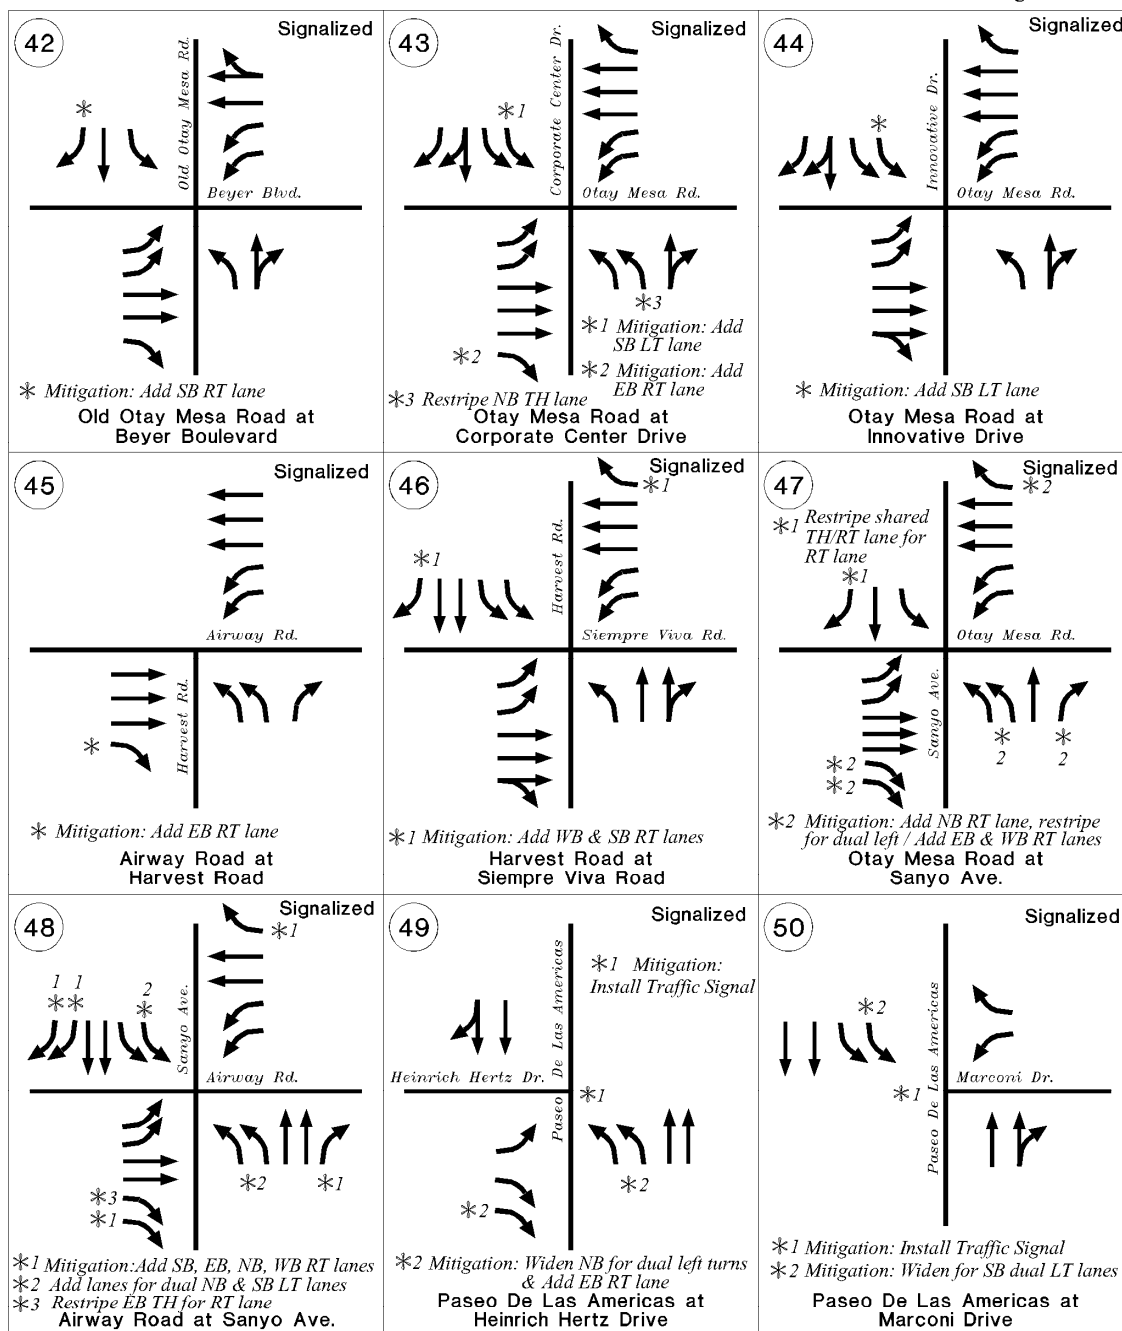 42
Signalized
Old Otay Mesa Rd.
Beyer Blvd.
* Mitigation: Add SB RT lane
Old Otay Mesa Road at
Beyer Boulevard
43
Signalized
*1
Corporate Center Dr.
Otay Mesa Rd.
*3
*1 Mitigation: Add
SB LT lane
*2
*2 Mitigation: Add
EB RT lane
*3 Restripe NB TH lane
Otay Mesa Road at
Corporate Center Drive
44
Signalized
*
Innovative Dr.
Otay Mesa Rd.
* Mitigation: Add SB LT lane
Otay Mesa Road at
Innovative Drive
45
Signalized
Airway Rd.
Harvest Rd.
*
* Mitigation: Add EB RT lane
Airway Road at
Harvest Road
46
Signalized
*1
Harvest Rd.
*1
Siempre Viva Rd.
*1 Mitigation: Add WB & SB RT lanes
Harvest Road at
Siempre Viva Road
47
Signalized
*2
*1 Restripe shared
TH/RT lane for
RT lane
*1
Otay Mesa Rd.
Sanyo Ave.
*2
*2
*
2
*
2
*2 Mitigation: Add NB RT lane, restripe
for dual left / Add EB & WB RT lanes
Otay Mesa Road at
Sanyo Ave.
48
Signalized
*1
1 1 2
* * *
Sanyo Ave.
Airway Rd.
*2 *1
*3
*1
*1 Mitigation: Add SB, EB, NB, WB RT lanes
*2 Add lanes for dual NB & SB LT lanes
*3 Restripe EB TH for RT lane
Airway Road at Sanyo Ave.
49
Signalized
*1 Mitigation:
Install Traffic Signal
Paseo De Las Americas
Heinrich Hertz Dr.
*1
*2
*2
*2 Mitigation: Widen NB for dual left turns
& Add EB RT lane
Paseo De Las Americas at
Heinrich Hertz Drive
50
Signalized
*2
Paseo De Las Americas
Marconi Dr.
*1
*1 Mitigation: Install Traffic Signal
*2 Mitigation: Widen for SB dual LT lanes
Paseo De Las Americas at
Marconi Drive